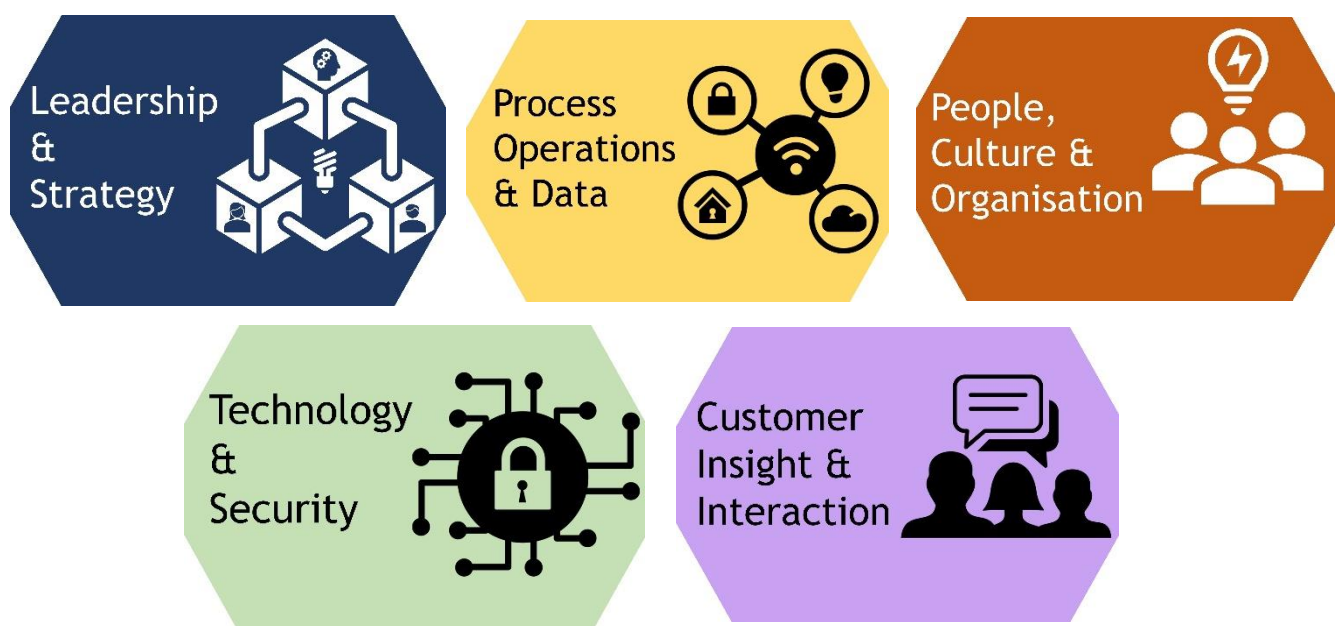 Leadership
&
Strategy
Process
Operations
& Data
People,
Culture &
Organisation
Technology
&
Security
Customer
Insight &
Interaction